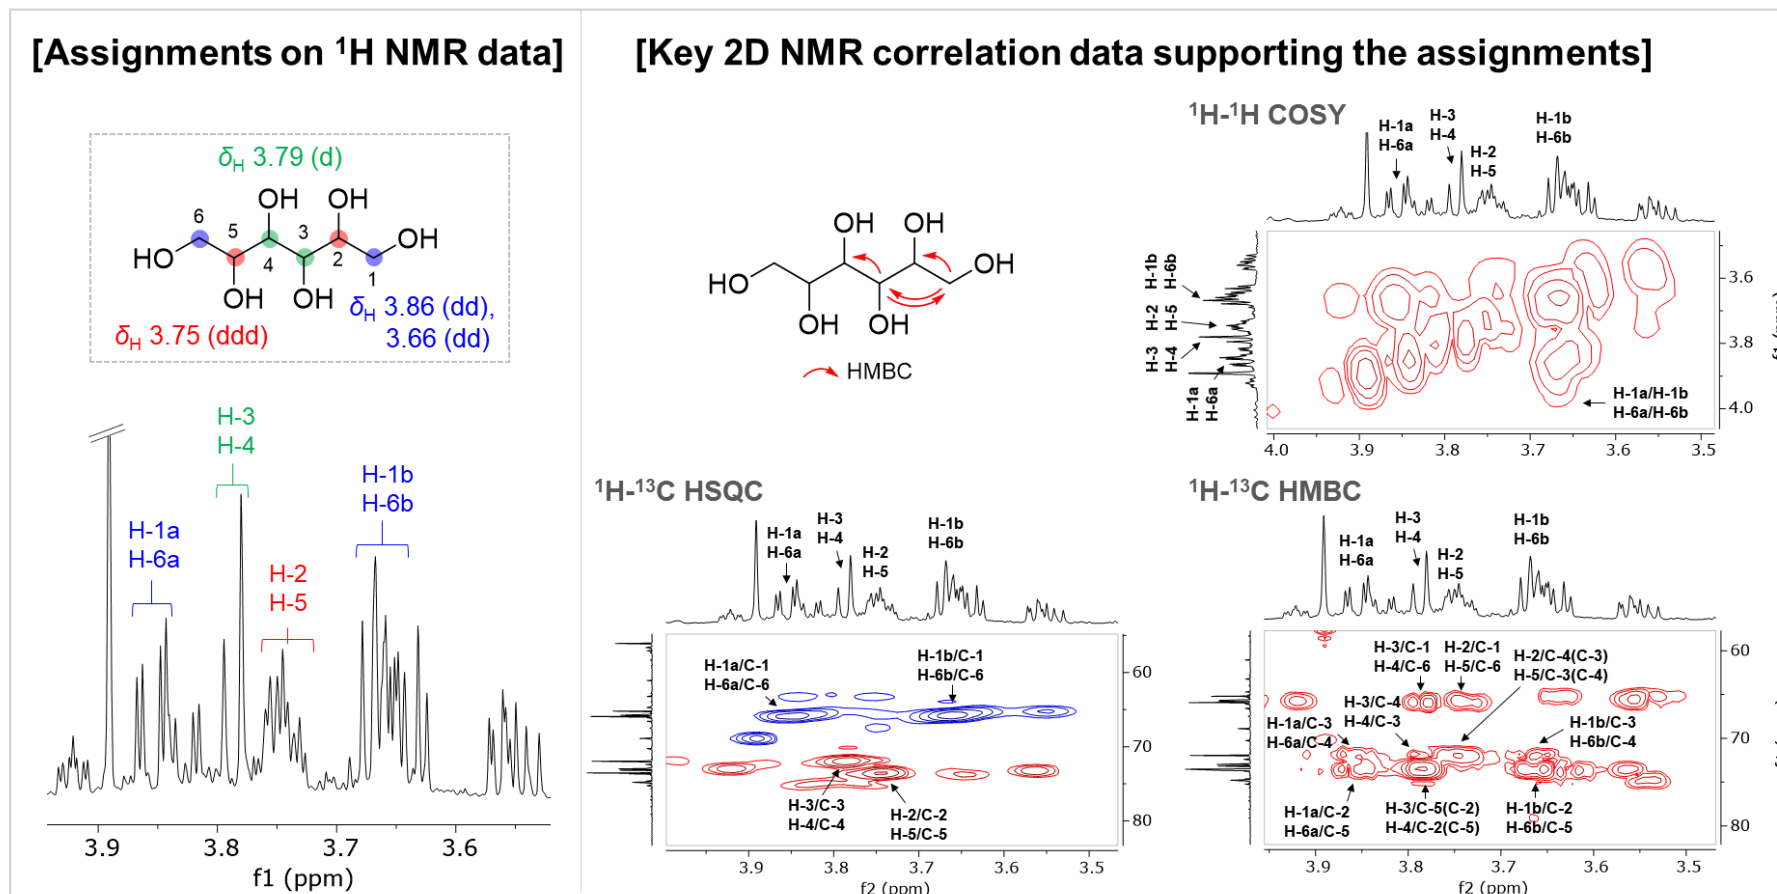 [Assignments on ¹H NMR data]
δH 3.79 (d)
OH OH
6 5 4 3 2 1
HO
OH
OH OH
δH 3.75 (ddd)
δH 3.86 (dd),
3.66 (dd)
H-3
H-4
H-1b
H-6b
H-1a
H-6a
H-2
H-5
3.9 3.8 3.7 3.6
f1 (ppm)
[Key 2D NMR correlation data supporting the assignments]
OH OH
OH
HO
OH OH
HMBC
¹H-¹H COSY
H-1a
H-6a
H-3
H-4
H-2
H-5
H-1b
H-6b
H-1b
H-6b
H-2
H-5
H-3
H-4
H-1a
H-6a
H-1a/H-1b
H-6a/H-6b
3.6
3.8
4.0
4.0 3.9 3.8 3.7 3.6 3.5
¹H-¹³C HSQC
H-1a
H-6a
H-3
H-4
H-2
H-5
H-1b
H-6b
H-1a/C-1
H-6a/C-6
H-1b/C-1
H-6b/C-6
H-3/C-3
H-4/C-4
H-2/C-2
H-5/C-5
60
70
80
3.9 3.8 3.7 3.6 3.5
f2 (ppm)
¹H-¹³C HMBC
H-1a
H-6a
H-3
H-4
H-2
H-5
H-1b
H-6b
H-3/C-1
H-4/C-6
H-2/C-1
H-5/C-6
H-2/C-4(C-3)
H-5/C-3(C-4)
H-3/C-4
H-4/C-3
H-1a/C-3
H-6a/C-4
H-1b/C-3
H-6b/C-4
H-1a/C-2
H-6a/C-5
H-3/C-5(C-2)
H-4/C-2(C-5)
H-1b/C-2
H-6b/C-5
60
70
80
3.9 3.8 3.7 3.6 3.5
f2 (ppm)